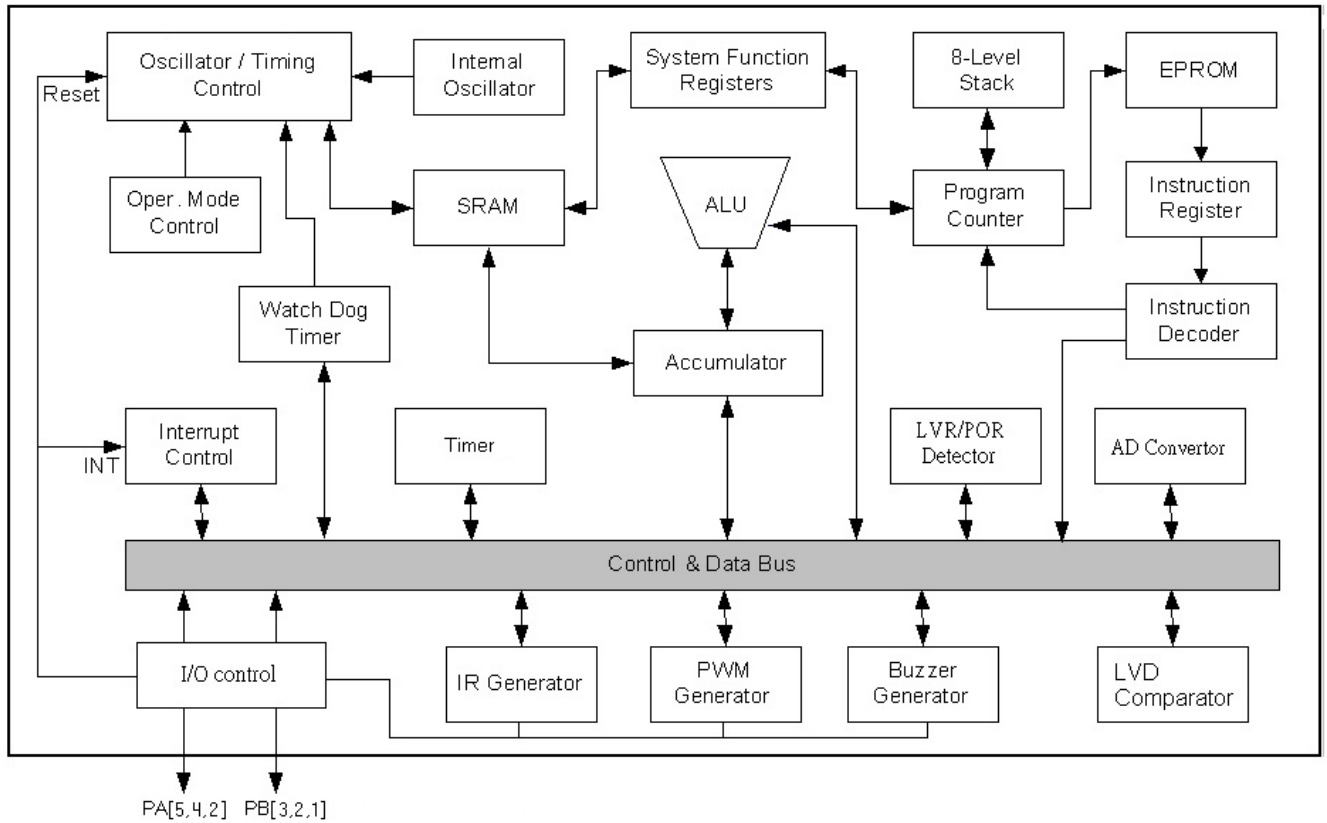 Oscillator / Timing
Control
Internal
Oscillator
System Function
Registers
8-Level
Stack
EPROM
Reset
Oper. Mode
Control
SRAM
ALU
Program
Counter
Instruction
Register
Watch Dog
Timer
Accumulator
Instruction
Decoder
Interrupt
Control
INT
Timer
LVR/POR
Detector
AD Convertor
Control & Data Bus
I/O control
IR Generator
PWM
Generator
Buzzer
Generator
LVD
Comparator
PA[5,4,2]
PB[3,2,1]